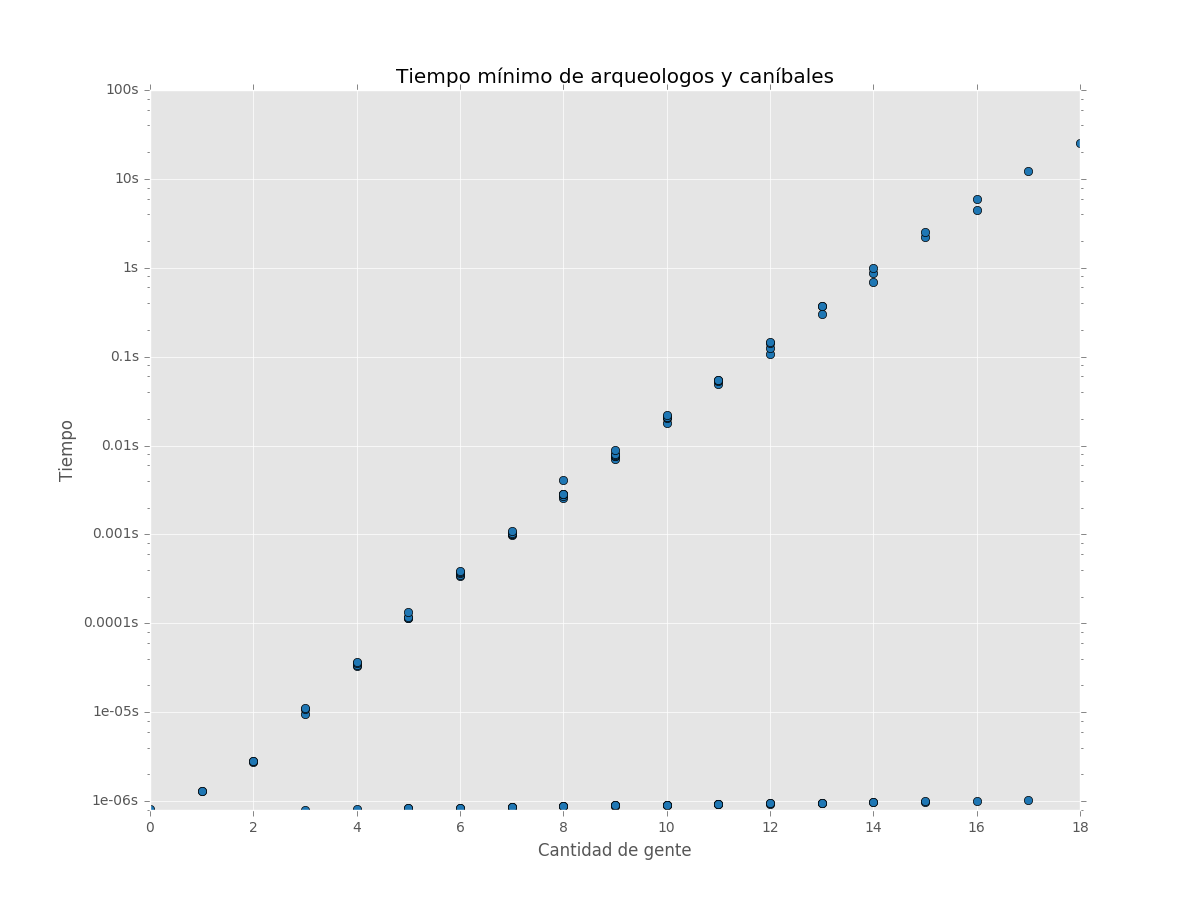 Tiempo mínimo de arqueologos y caníbales
100s
10s
1s
0.1s
0.01s
0.001s
0.0001s
1e-05s
1e-06s
Tiempo
0 2 4 6 8 10 12 14 16 18
Cantidad de gente